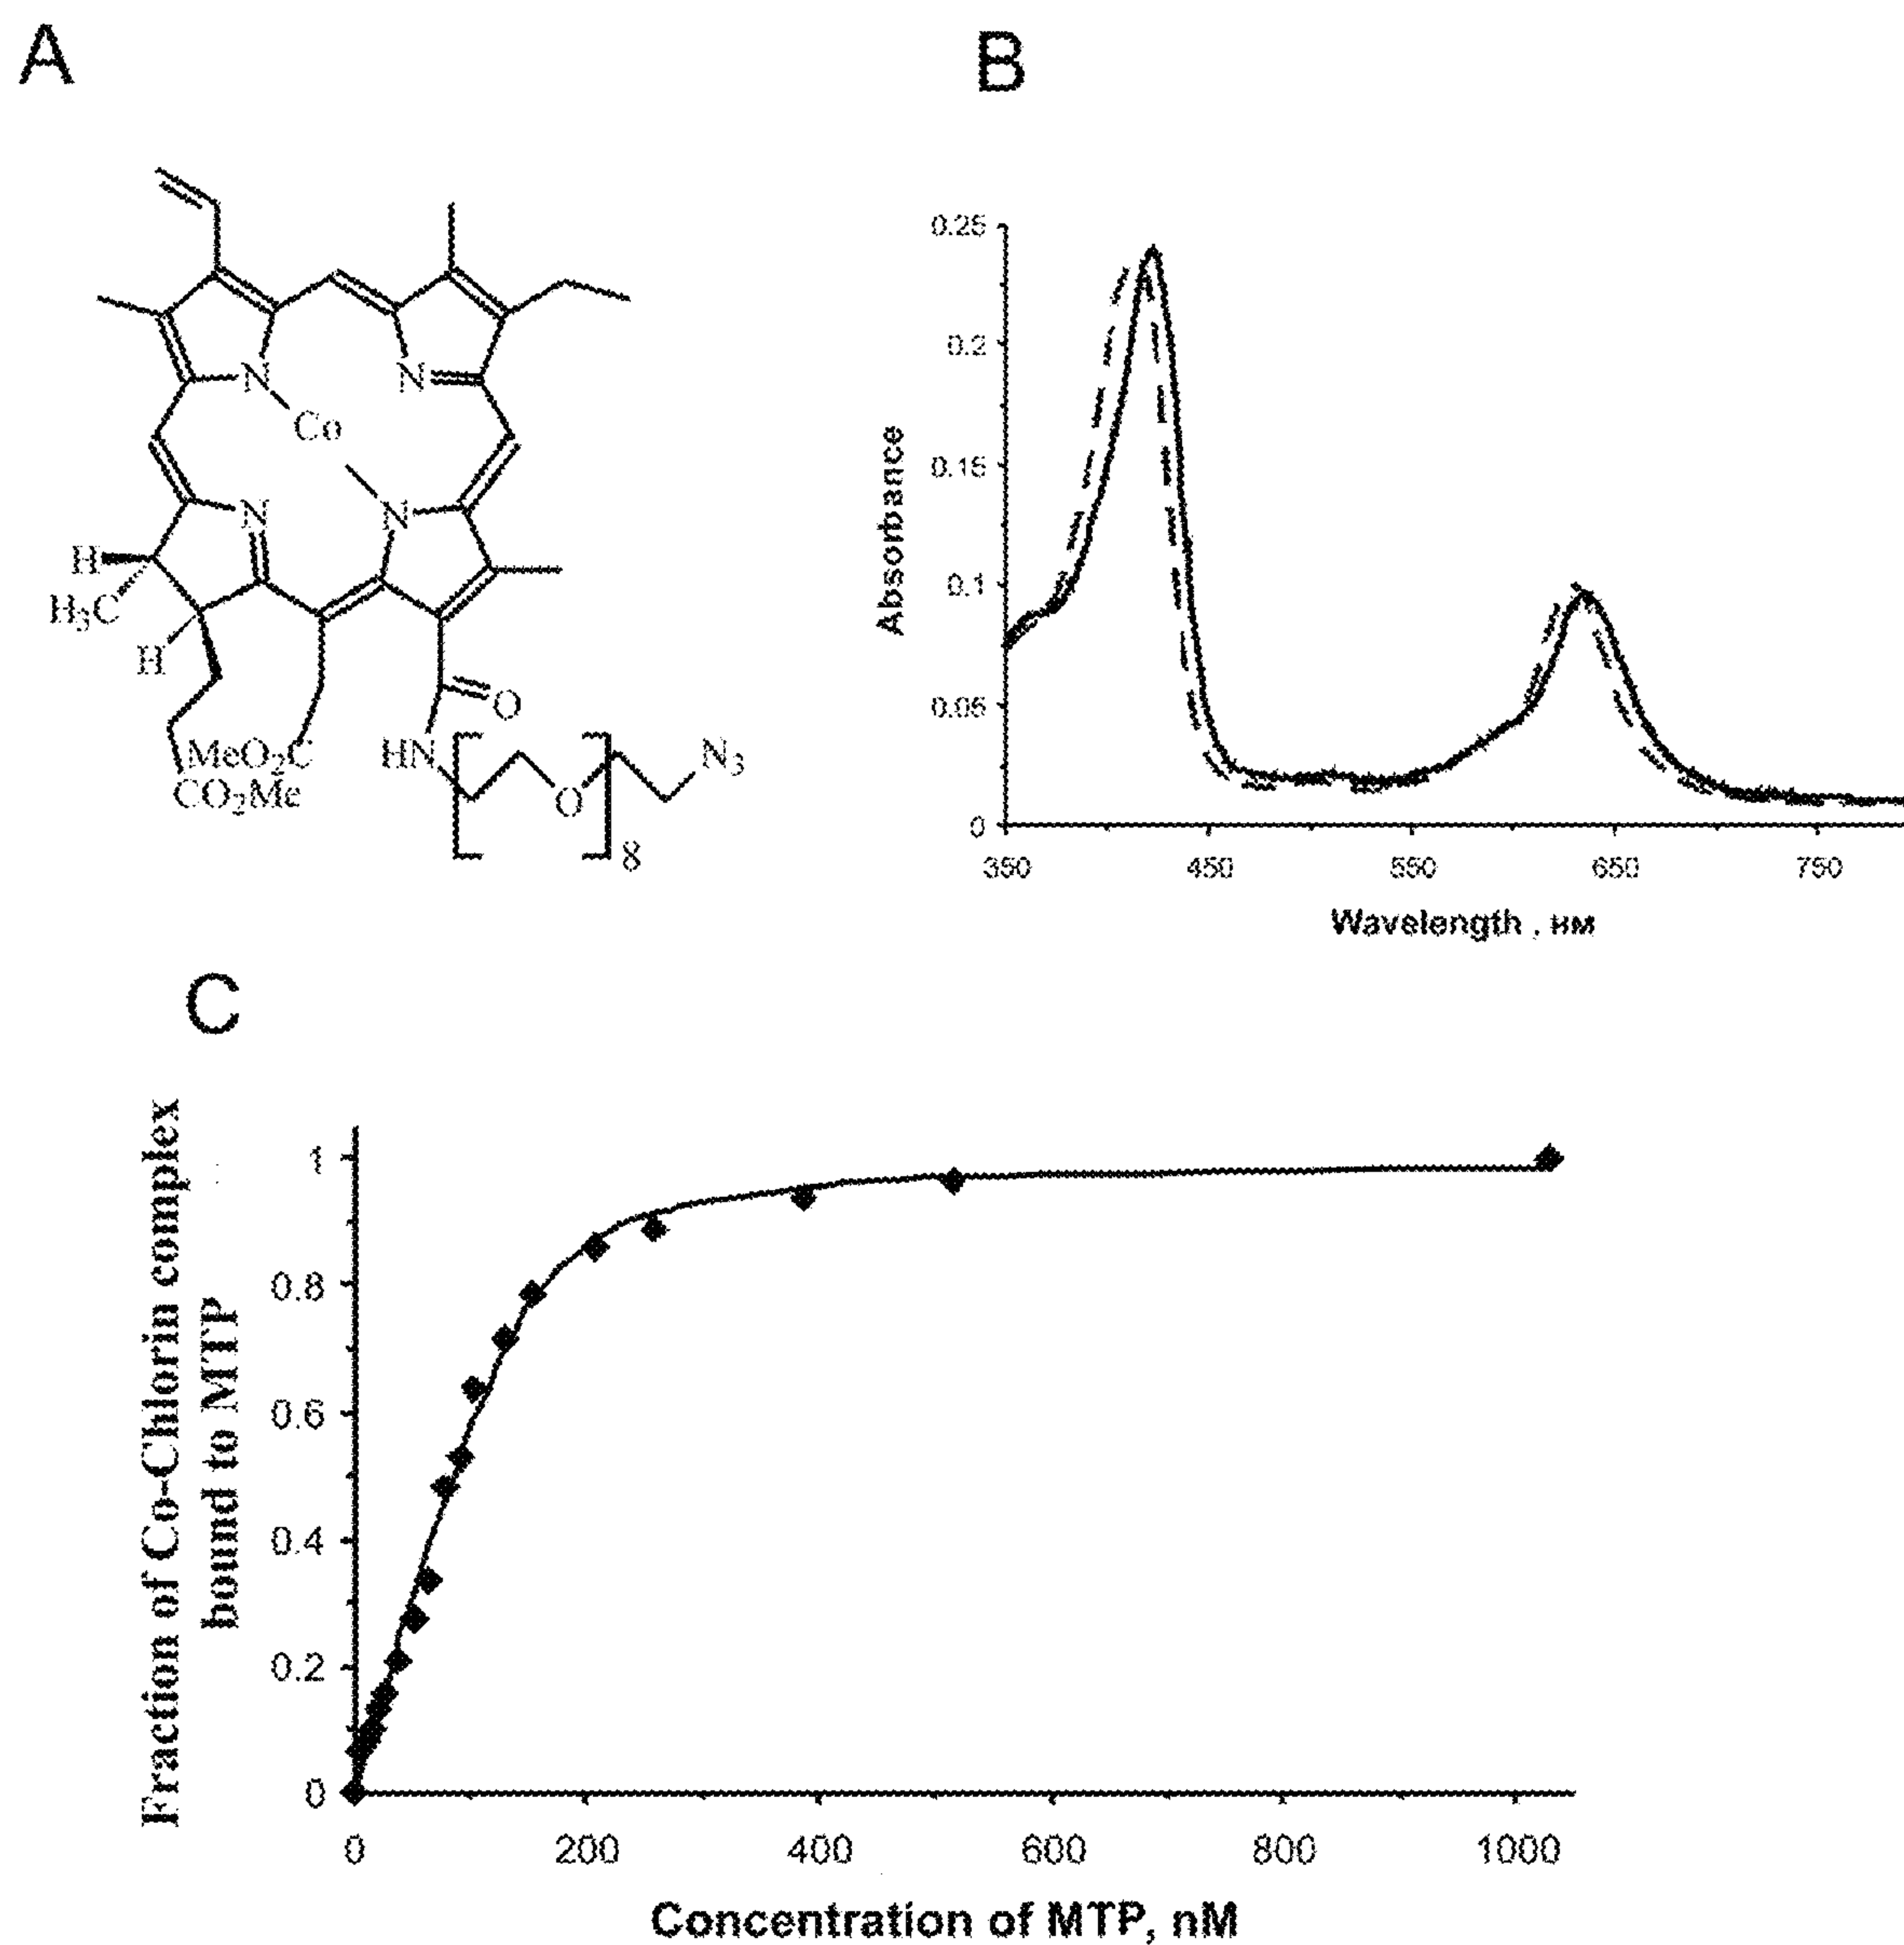 A
B
N
N
Co
N
N
H
H₃C
H
O
MeO₂C
HN
N₃
CO₂Me
O
8
0.25
0.2
0.15
0.1
0.05
0
Absorbance
350 450 550 650 750
Wavelength , нм
C
Fraction of Co-Chlorin complex
bound to MTP
1
0.8
0.6
0.4
0.2
0
0 200 400 600 800 1000
Concentration of MTP, nM